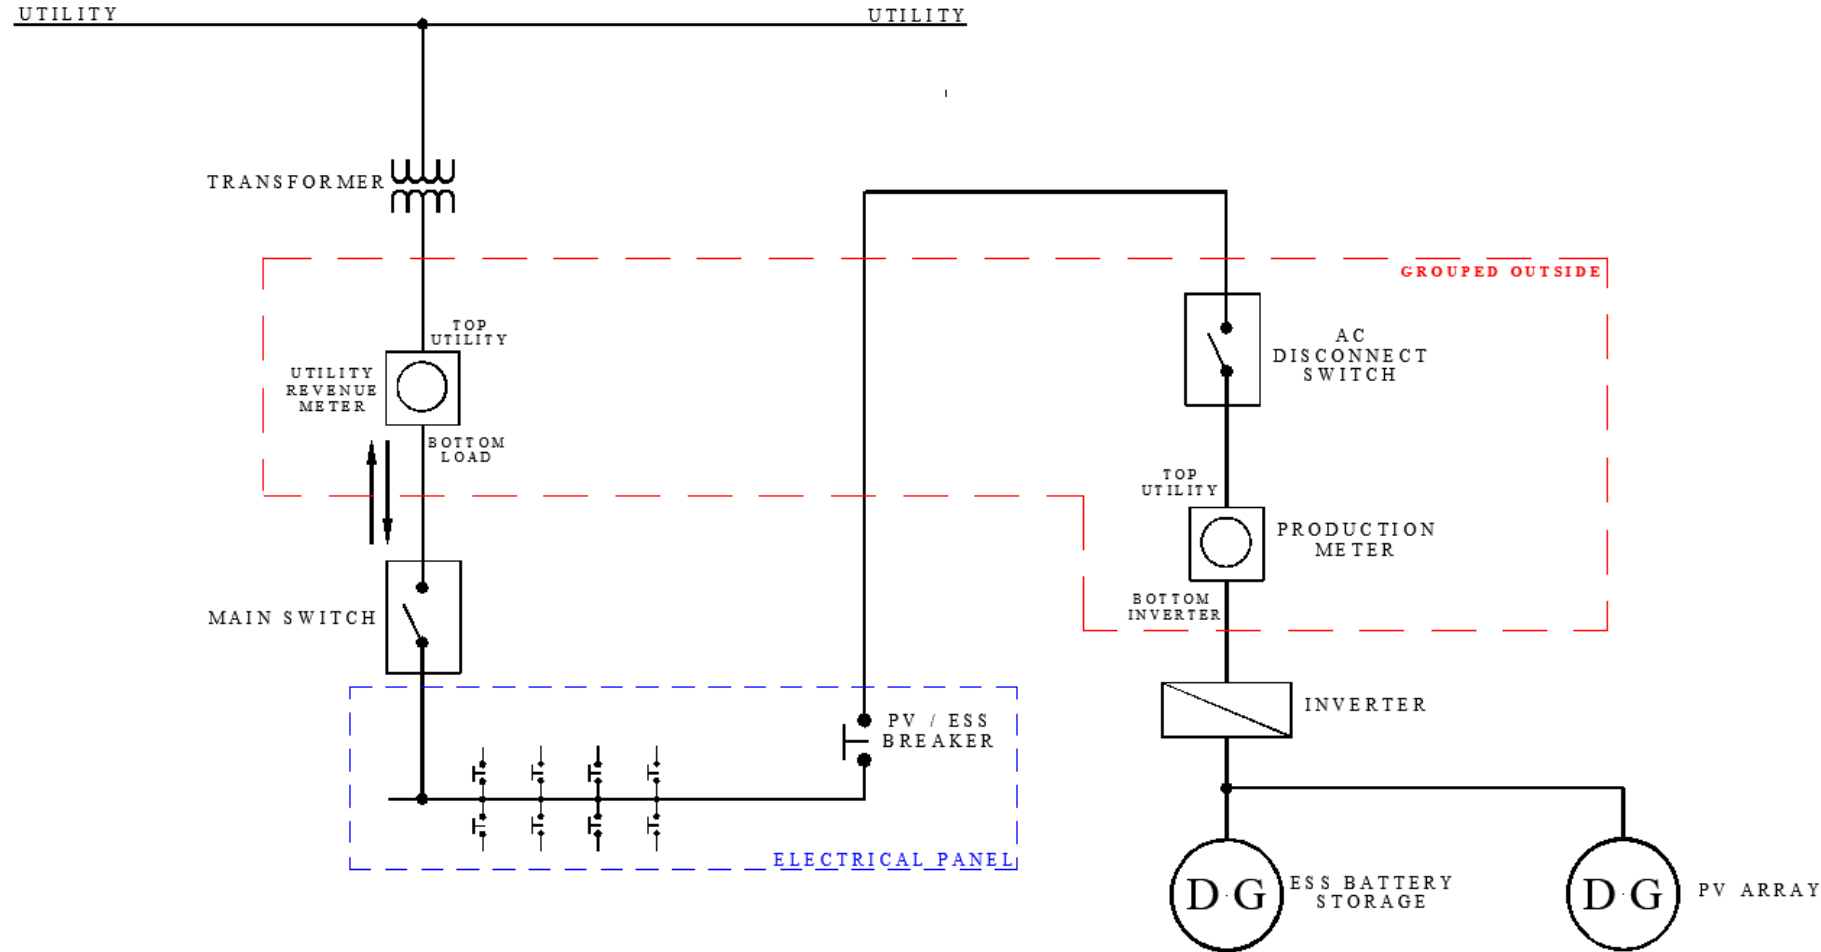 UTILITY
UTILITY
TRANSFORMER
GROUPED OUTSIDE
TOP
UTILITY
UTILITY
REVENUE
METER
BOTTOM
LOAD
AC
DISCONNECT
SWITCH
TOP
UTILITY
PRODUCTION
METER
BOTTOM
INVERTER
MAIN SWITCH
INVERTER
PV / ESS
BREAKER
ELECTRICAL PANEL
D·G
ESS BATTERY
STORAGE
D·G
PV ARRAY